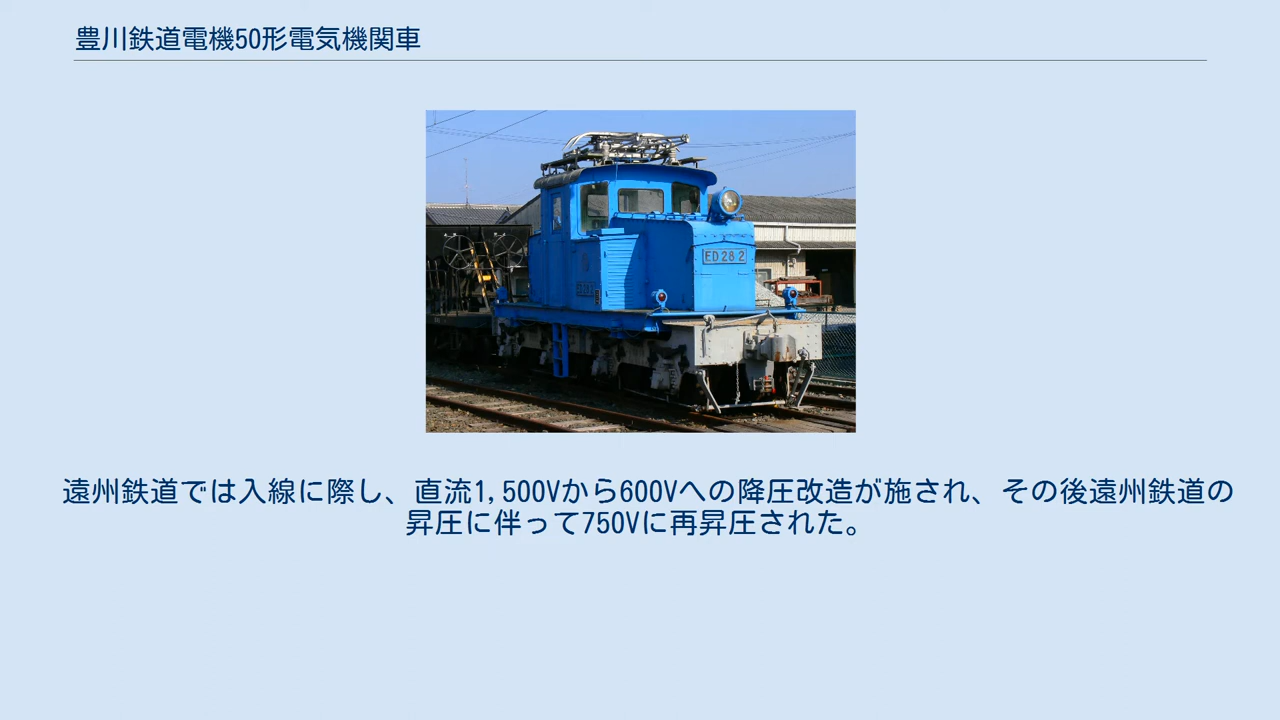 豊川鉄道電機50形電気機関車
ED28 2
遠州鉄道では入線に際し、直流1,500Vから600Vへの降圧改造が施され、その後遠州鉄道の
昇圧に伴って750Vに再昇圧された。